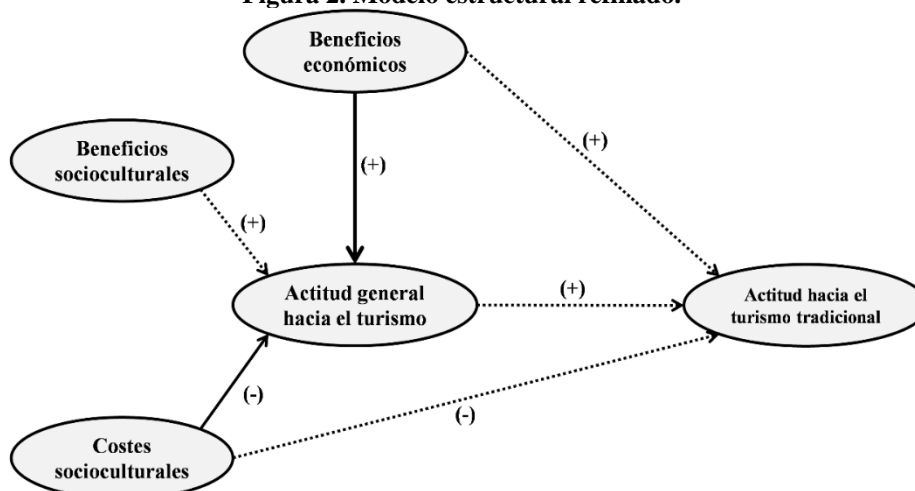 Figura 2. Modelo estructural refinado.
Beneficios
económicos
(+)
Beneficios
socioculturales
(+)
(+)
Actitud general
hacia el turismo
(+)
Actitud hacia el
turismo tradicional
(-)
(-)
Costes
socioculturales